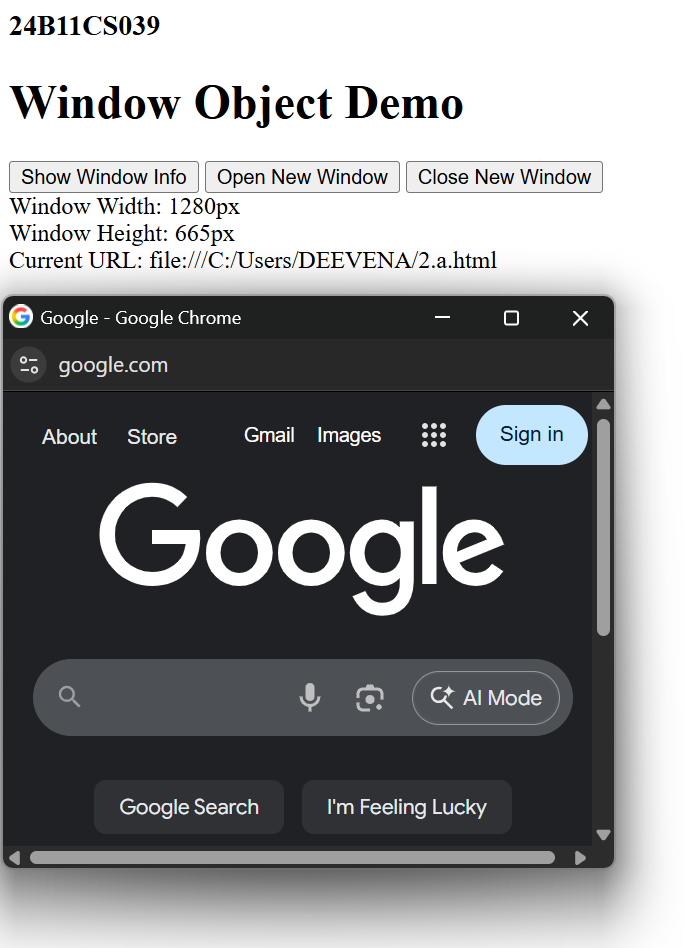 24B11CS039
Window Object Demo
Show Window Info Open New Window Close New Window
Window Width: 1280px
Window Height: 665px
Current URL: file:///C:/Users/DEEVENA/2.a.html
Google - Google Chrome
google.com
About Store Gmail Images Sign in
Google
AI Mode
Google Search I'm Feeling Lucky